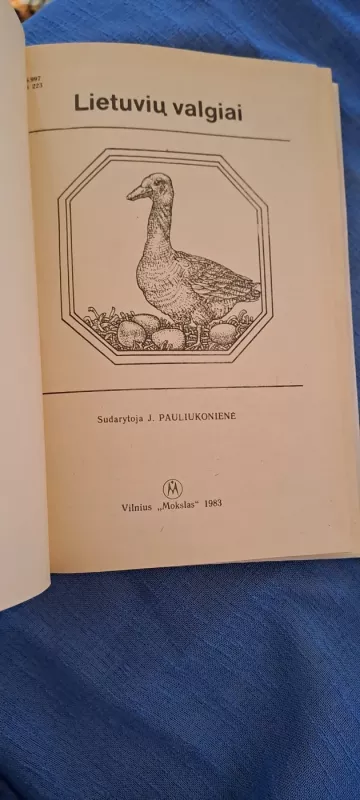 Lietuvių valgiai
Sudarytoja J. PAULIUKONIENĖ
Vilnius „Mokslas“ 1983